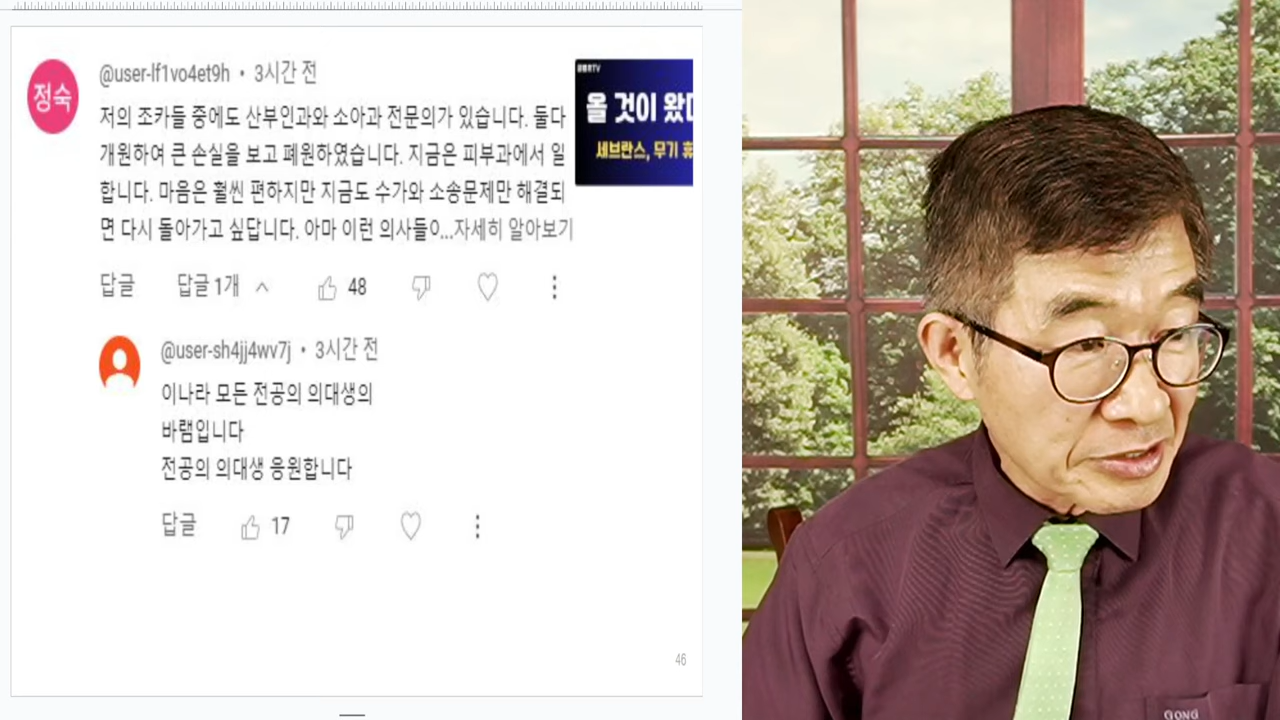 @user-lf1vo4et9h • 3시간 전
정숙
저의 조카들 중에도 산부인과와 소아과 전문의가 있습니다. 둘다
개원하여 큰 손실을 보고 폐원하였습니다. 지금은 피부과에서 일
합니다. 마음은 훨씬 편하지만 지금도 수가와 소송문제만 해결되
면 다시 돌아가고 싶답니다. 아마 이런 의사들이...자세히 알아보기
올 것이 왔다
세브란스, 무기 휴
답글 답글 1개 48
@user-sh4jj4wv7j • 3시간 전
이나라 모든 전공의 의대생의
바램입니다
전공의 의대생 응원합니다
답글 17
46
GONG